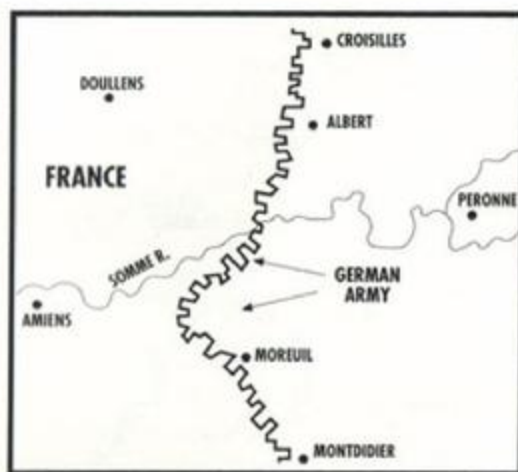 CROISILLES
DOULLENS
ALBERT
FRANCE
PERONNE
SOMME R.
GERMAN
ARMY
AMIENS
MOREUIL
MONTDIDIER